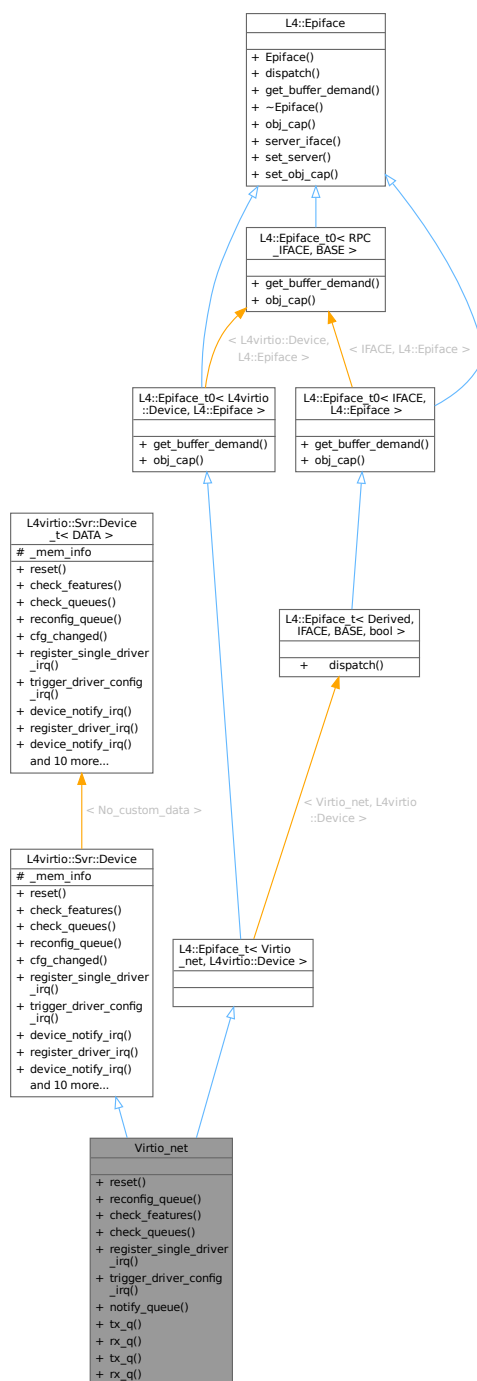 L4::Epiface
+ Epiface()
+ dispatch()
+ get_buffer_demand()
+ ~Epiface()
+ obj_cap()
+ server_iface()
+ set_server()
+ set_obj_cap()
L4::Epiface_t0< RPC
_IFACE, BASE >
+ get_buffer_demand()
+ obj_cap()
< L4virtio::Device,
L4::Epiface >
< IFACE, L4::Epiface >
L4::Epiface_t0< L4virtio
::Device, L4::Epiface >
+ get_buffer_demand()
+ obj_cap()
L4::Epiface_t0< IFACE,
L4::Epiface >
+ get_buffer_demand()
+ obj_cap()
L4virtio::Svr::Device
_t< DATA >
# _mem_info
+ reset()
+ check_features()
+ check_queues()
+ reconfig_queue()
+ cfg_changed()
+ register_single_driver
_irq()
+ trigger_driver_config
_irq()
+ device_notify_irq()
+ register_driver_irq()
+ device_notify_irq()
and 10 more...
L4::Epiface_t< Derived,
IFACE, BASE, bool >
+ dispatch()
< No_custom_data >
< Virtio_net, L4virtio
::Device >
L4virtio::Svr::Device
# _mem_info
+ reset()
+ check_features()
+ check_queues()
+ reconfig_queue()
+ cfg_changed()
+ register_single_driver
_irq()
+ trigger_driver_config
_irq()
+ device_notify_irq()
+ register_driver_irq()
+ device_notify_irq()
and 10 more...
L4::Epiface_t< Virtio
_net, L4virtio::Device >
Virtio_net
+ reset()
+ reconfig_queue()
+ check_features()
+ check_queues()
+ register_single_driver
_irq()
+ trigger_driver_config
_irq()
+ notify_queue()
+ tx_q()
+ rx_q()
+ tx_q()
+ rx_q()